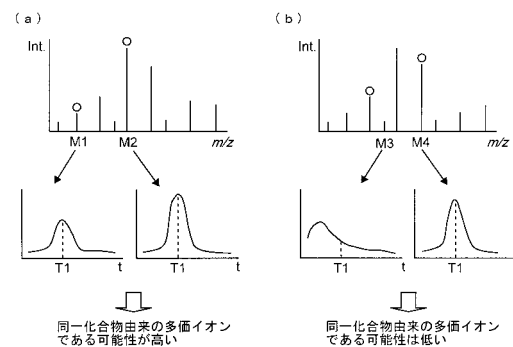 (a)
Int.
M1
M2
m/z
T1
t
T1
t
同一化合物由来の多価イオン
である可能性が高い
(b)
Int.
M3
M4
m/z
T1
t
T1
t
同一化合物由来の多価イオン
である可能性は低い